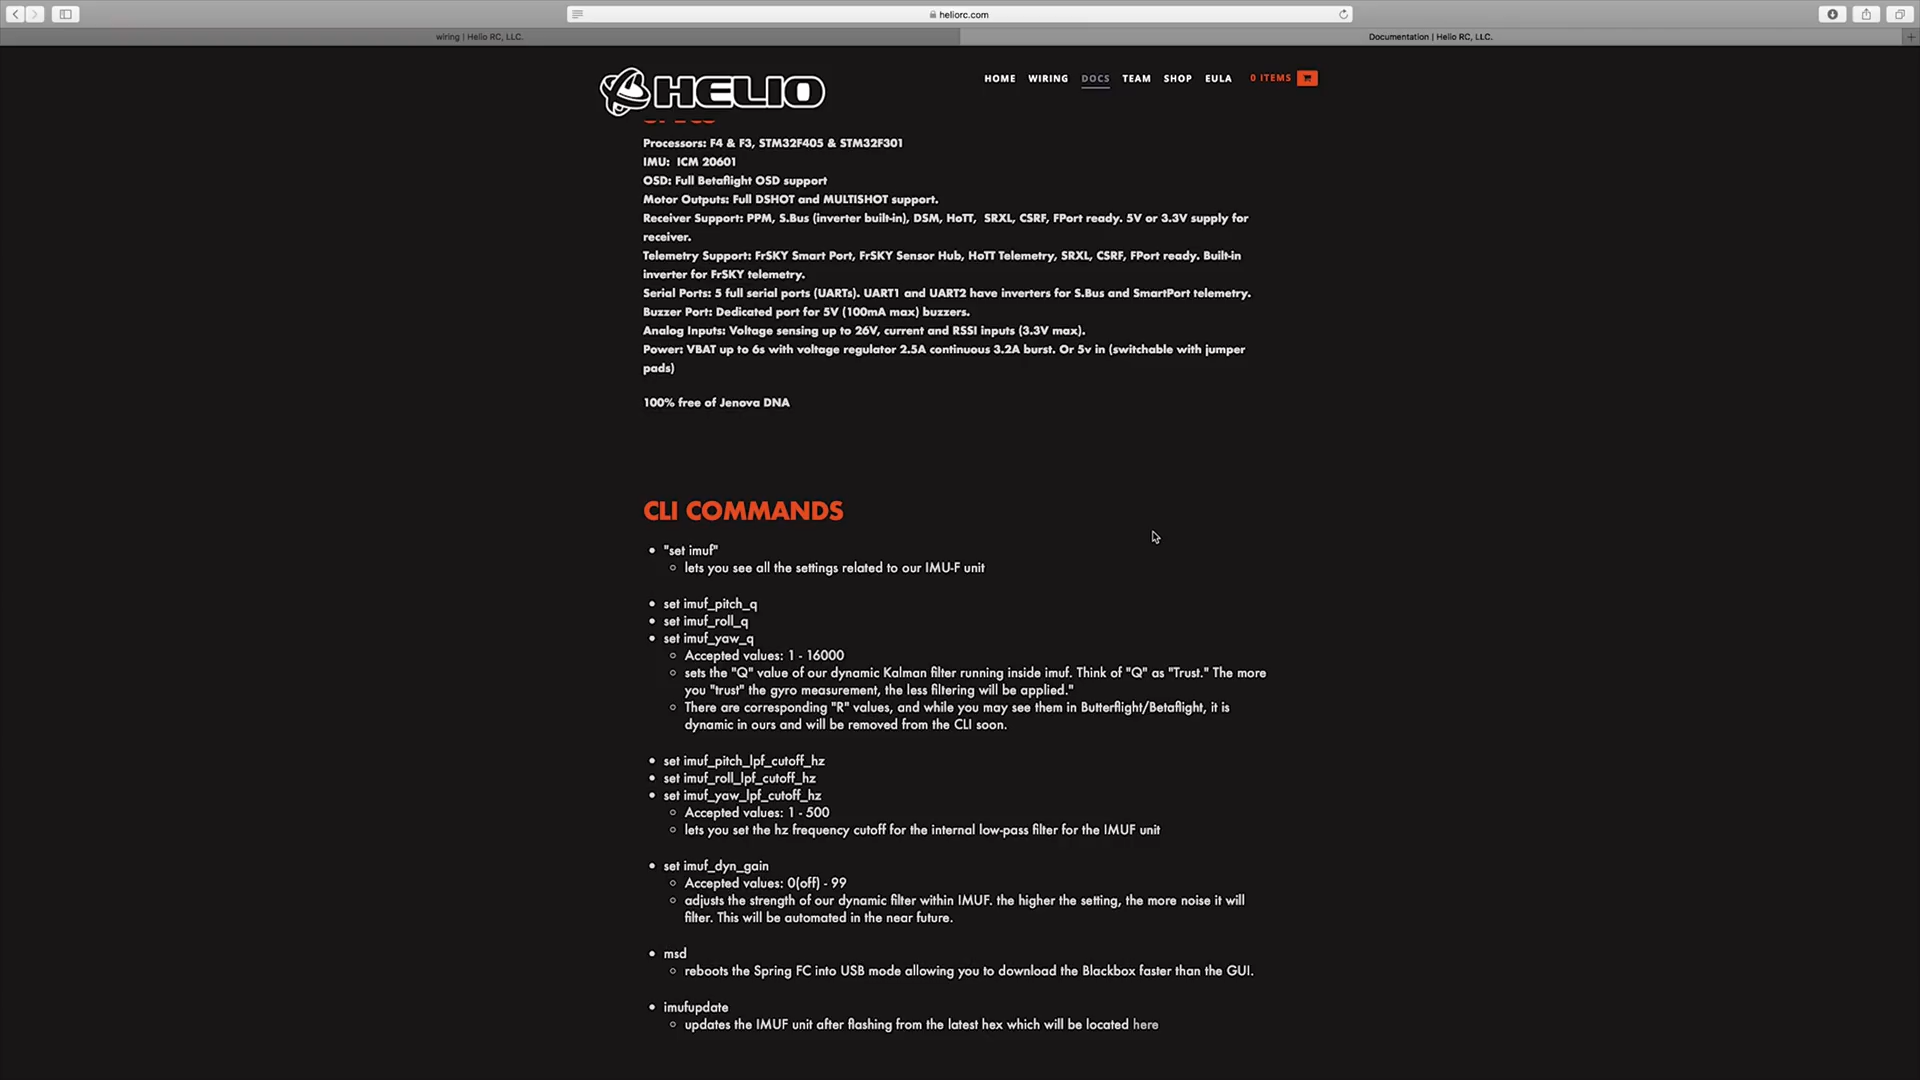 heliorc.com
wiring | Helio RC, LLC.
Documentation | Helio RC, LLC.
HELIO
HOME WIRING DOCS TEAM SHOP EULA 0 ITEMS
Processors: F4 & F3, STM32F405 & STM32F301
IMU: ICM 20601
OSD: Full Betaflight OSD support
Motor Outputs: Full DSHOT and MULTISHOT support.
Receiver Support: PPM, S.Bus (inverter built-in), DSM, HoTT, SRXL, CSRF, FPort ready. 5V or 3.3V supply for
receiver.
Telemetry Support: FrSKY Smart Port, FrSKY Sensor Hub, HoTT Telemetry, SRXL, CSRF, FPort ready. Built-in
inverter for FrSKY telemetry.
Serial Ports: 5 full serial ports (UARTs). UART1 and UART2 have inverters for S.Bus and SmartPort telemetry.
Buzzer Port: Dedicated port for 5V (100mA max) buzzers.
Analog Inputs: Voltage sensing up to 26V, current and RSSI inputs (3.3V max).
Power: VBAT up to 6s with voltage regulator 2.5A continuous 3.2A burst. Or 5v in (switchable with jumper
pads)
100% free of Jenova DNA
CLI COMMANDS
"set imuf"
lets you see all the settings related to our IMU-F unit
set imuf_pitch_q
set imuf_roll_q
set imuf_yaw_q
Accepted values: 1 - 16000
sets the "Q" value of our dynamic Kalman filter running inside imuf. Think of "Q" as "Trust." The more
you "trust" the gyro measurement, the less filtering will be applied."
There are corresponding "R" values, and while you may see them in Butterflight/Betaflight, it is
dynamic in ours and will be removed from the CLI soon.
set imuf_pitch_lpf_cutoff_hz
set imuf_roll_lpf_cutoff_hz
set imuf_yaw_lpf_cutoff_hz
Accepted values: 1 - 500
lets you set the hz frequency cutoff for the internal low-pass filter for the IMUF unit
set imuf_dyn_gain
Accepted values: 0(off) - 99
adjusts the strength of our dynamic filter within IMUF. the higher the setting, the more noise it will
filter. This will be automated in the near future.
msd
reboots the Spring FC into USB mode allowing you to download the Blackbox faster than the GUI.
imufupdate
updates the IMUF unit after flashing from the latest hex which will be located here